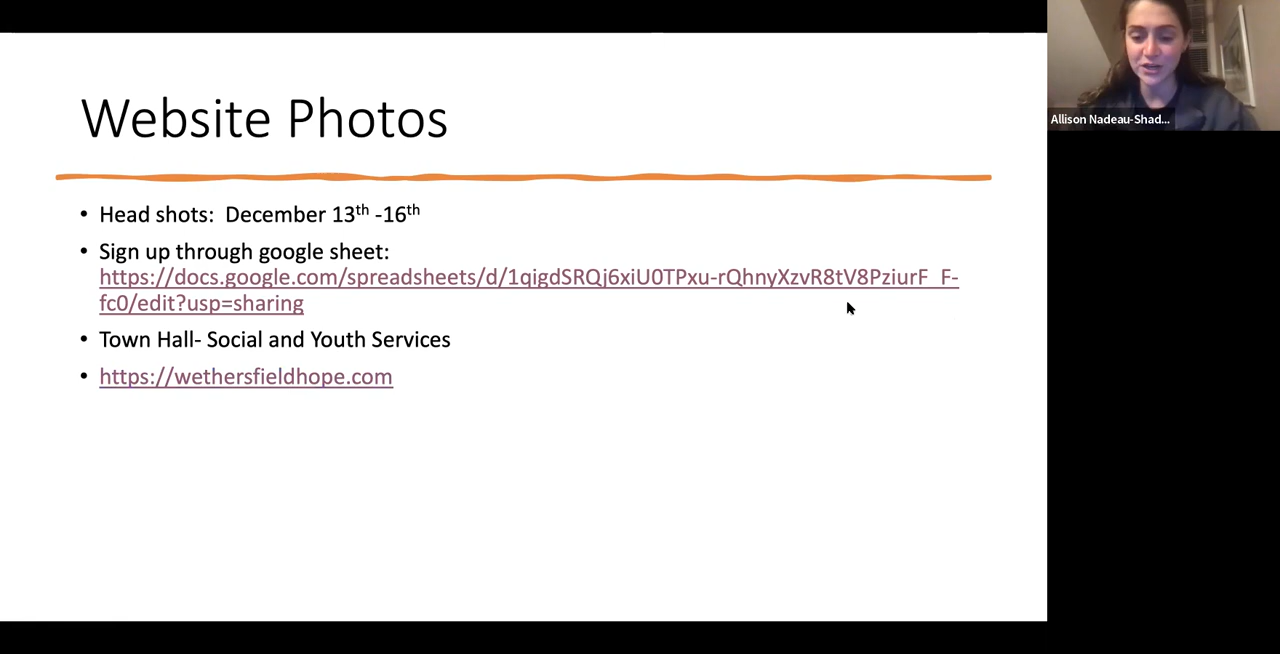 Website Photos
• Head shots:  December 13th -16th
• Sign up through google sheet:
https://docs.google.com/spreadsheets/d/1qigdSRQj6xiU0TPxu-rQhnyXzvR8tV8PziurF_F-
fc0/edit?usp=sharing
• Town Hall- Social and Youth Services
• https://wethersfieldhope.com
Allison Nadeau-Shad...